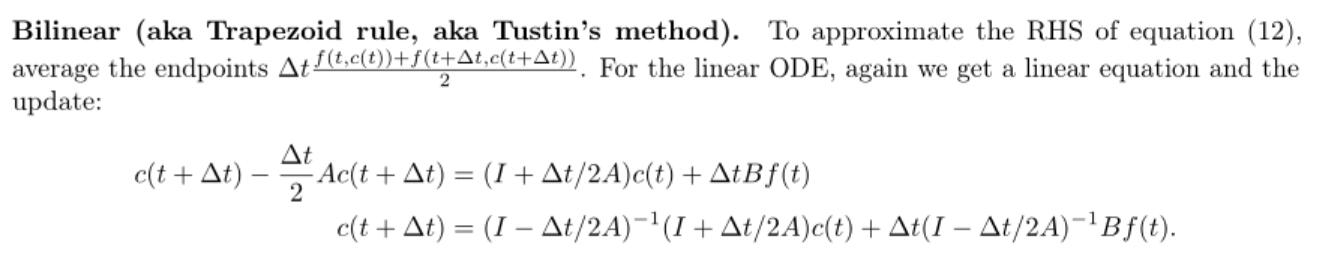 Bilinear (aka Trapezoid rule, aka Tustin's method). To approximate the RHS of equation (12),
average the endpoints Δt\frac{f(t,c(t))+f(t+Δt,c(t+Δt))}{2}. For the linear ODE, again we get a linear equation and the
update:
c(t + Δt) − \frac{Δt}{2}Ac(t + Δt) = (I + Δt/2A)c(t) + ΔtBf(t)
c(t + Δt) = (I − Δt/2A)^{−1}(I + Δt/2A)c(t) + Δt(I − Δt/2A)^{−1}Bf(t).